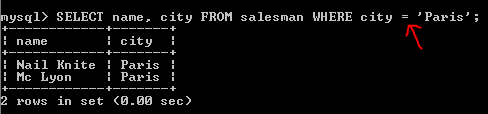 mysql> SELECT name, city FROM salesman WHERE city = 'Paris';
+------------+-------+
| name       | city  |
+------------+-------+
| Nail Knite | Paris |
| Mc Lyon    | Paris |
+------------+-------+
2 rows in set (0.00 sec)